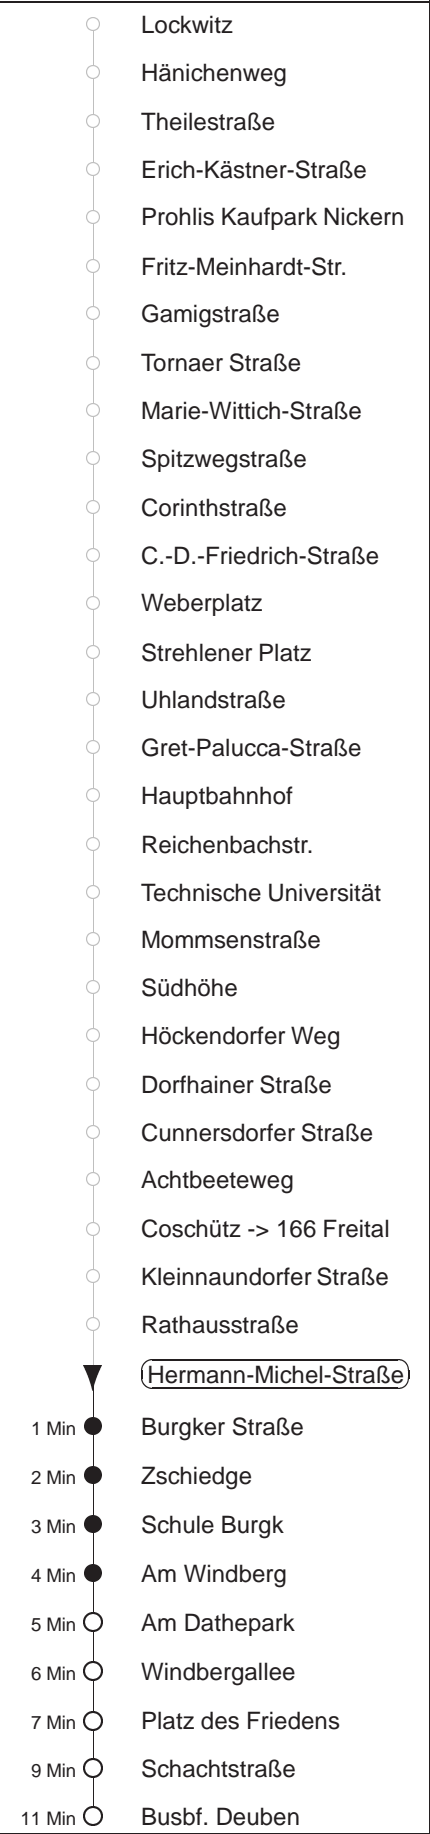 Lockwitz
Hänichenweg
Theilestraße
Erich-Kästner-Straße
Prohlis Kaufpark Nickern
Fritz-Meinhardt-Str.
Gamigstraße
Tornaer Straße
Marie-Wittich-Straße
Spitzwegstraße
Corinthstraße
C.-D.-Friedrich-Straße
Weberplatz
Strehlener Platz
Uhlandstraße
Gret-Palucca-Straße
Hauptbahnhof
Reichenbachstr.
Technische Universität
Mommsenstraße
Südhöhe
Höckendorfer Weg
Dorfhainer Straße
Cunnersdorfer Straße
Achtbeeteweg
Coschütz -> 166 Freital
Kleinnaundorfer Straße
Rathausstraße
Hermann-Michel-Straße
1 Min Burgker Straße
2 Min Zschiedge
3 Min Schule Burgk
4 Min Am Windberg
5 Min Am Dathepark
6 Min Windbergallee
7 Min Platz des Friedens
9 Min Schachtstraße
11 Min Busbf. Deuben